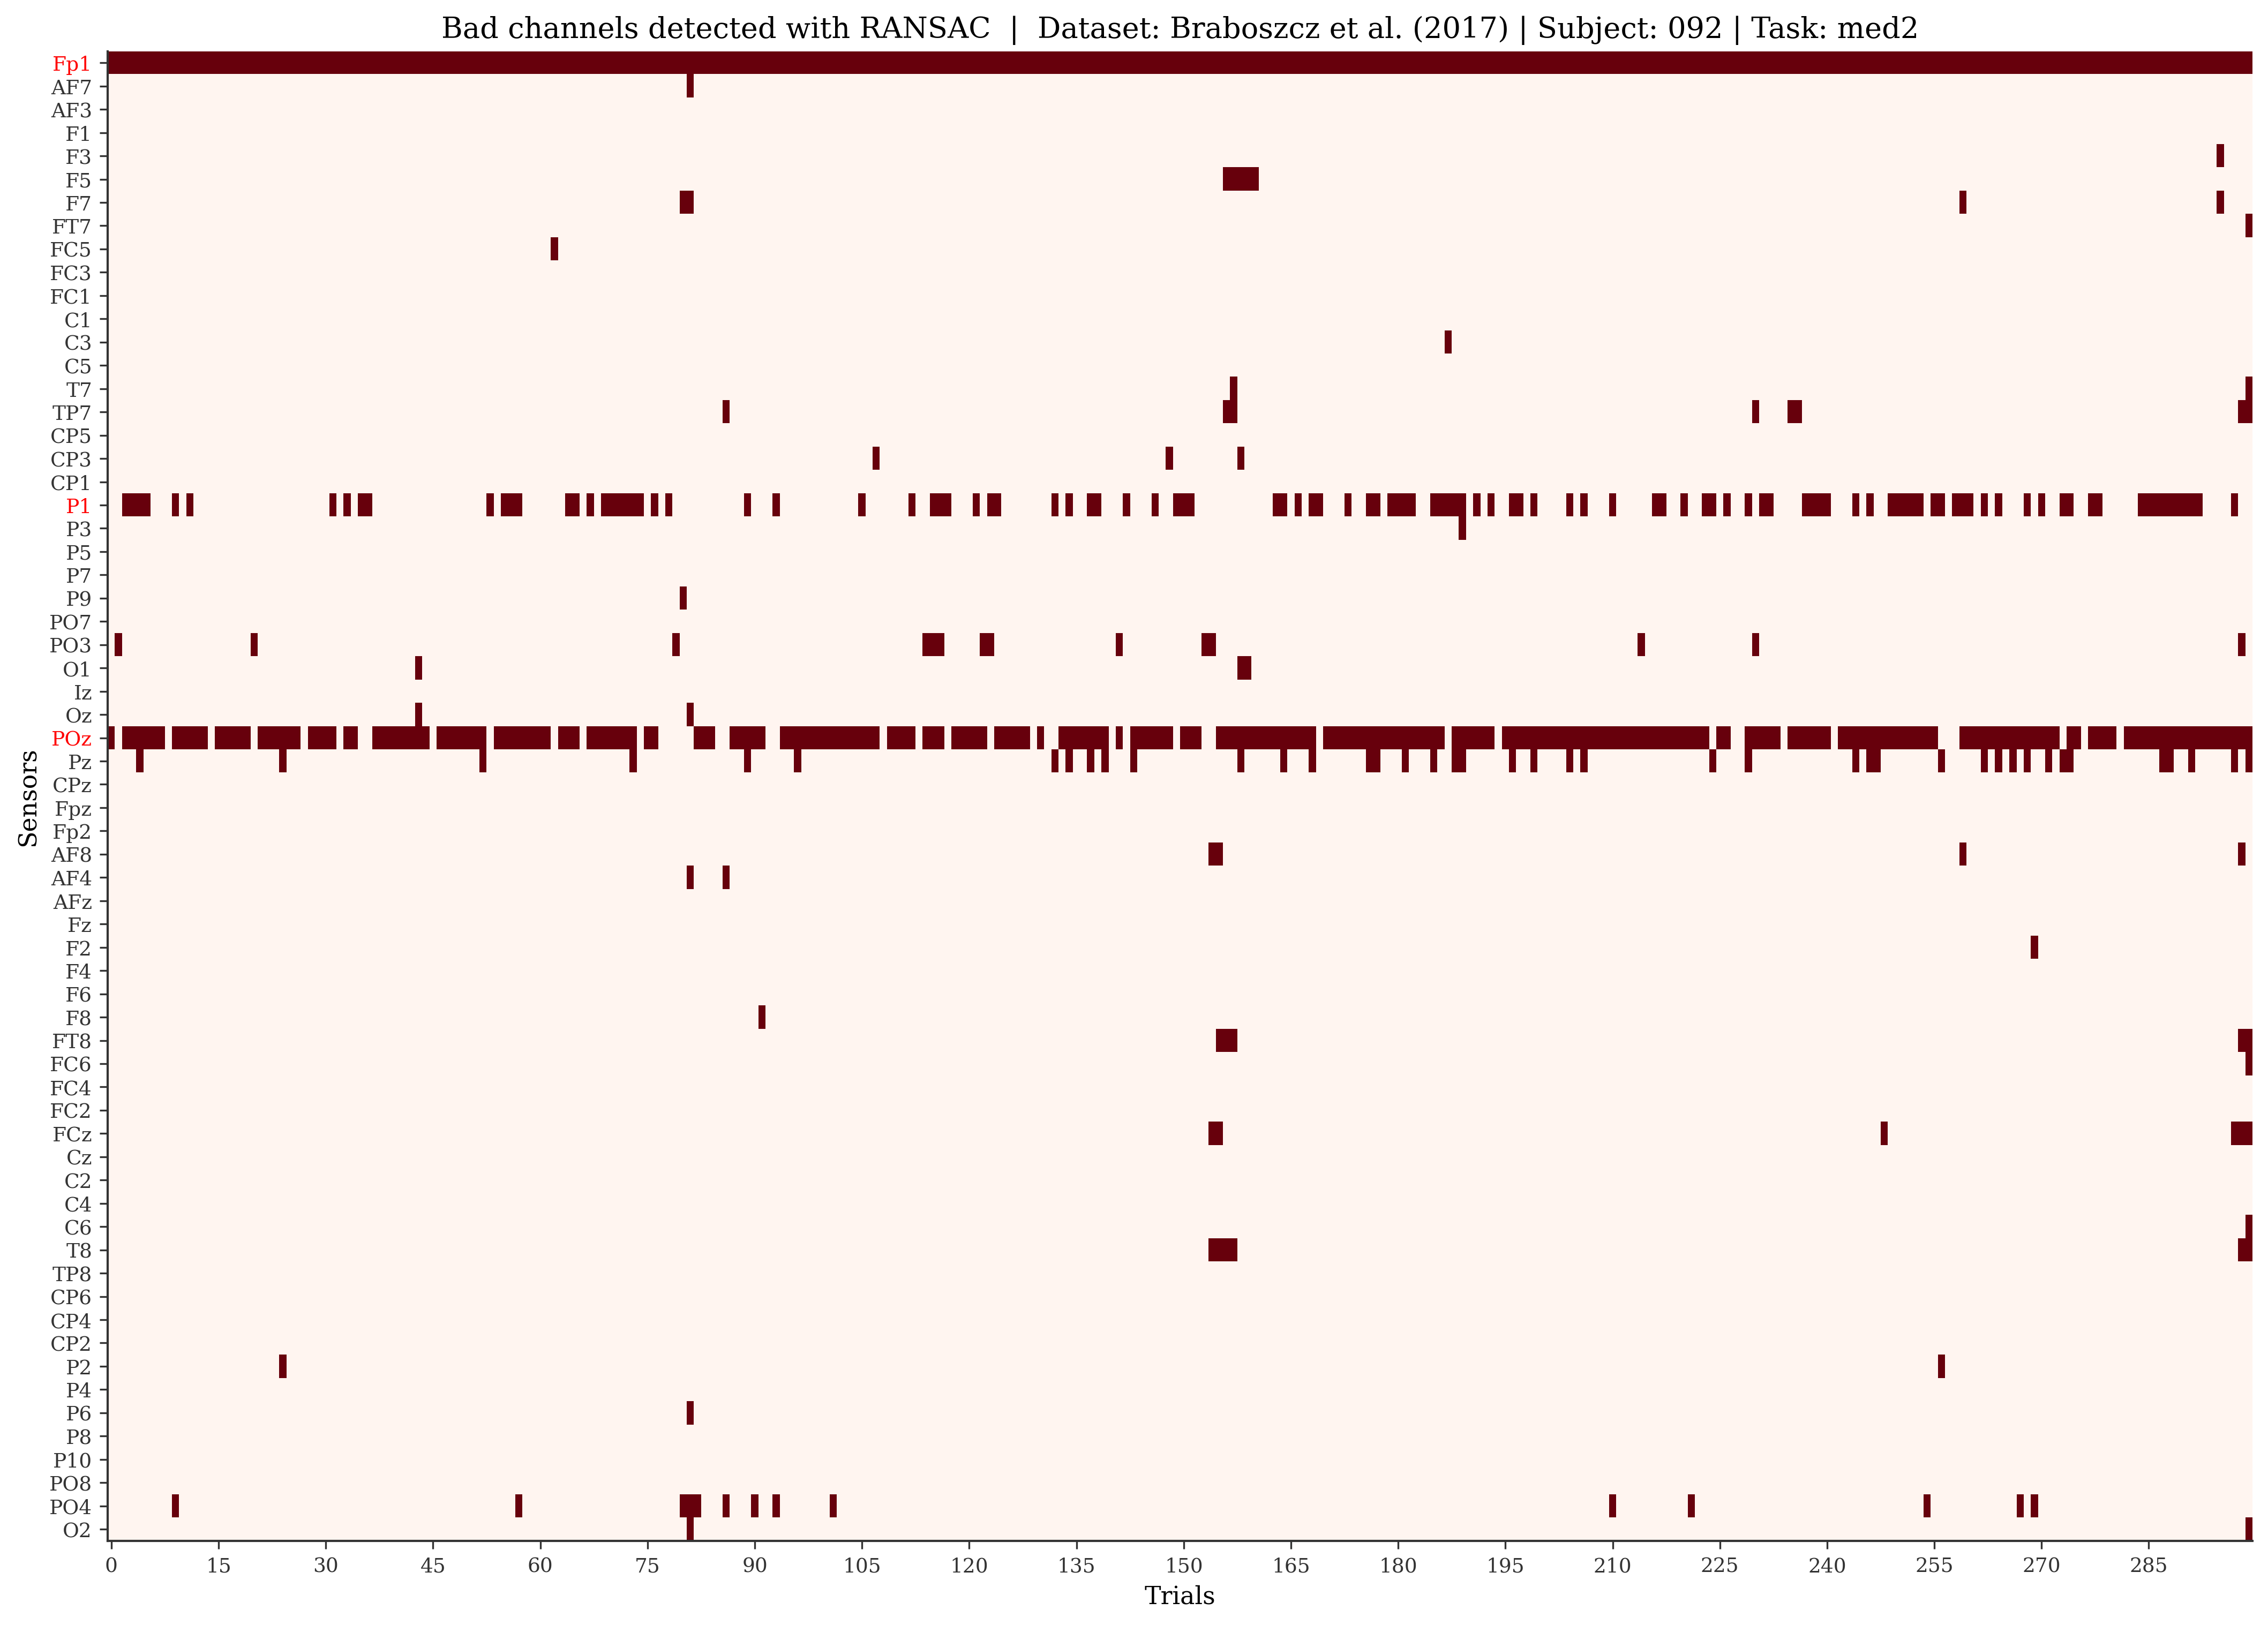 Bad channels detected with RANSAC | Dataset: Braboszcz et al. (2017) | Subject: 092 | Task: med2
Sensors
Fp1
AF7
AF3
F1
F3
F5
F7
FT7
FC5
FC3
FC1
C1
C3
C5
T7
TP7
CP5
CP3
CP1
P1
P3
P5
P7
P9
PO7
PO3
O1
Iz
Oz
POz
Pz
CPz
Fpz
Fp2
AF8
AF4
AFz
Fz
F2
F4
F6
F8
FT8
FC6
FC4
FC2
FCz
Cz
C2
C4
C6
T8
TP8
CP6
CP4
CP2
P2
P4
P6
P8
P10
PO8
PO4
O2
0 15 30 45 60 75 90 105 120 135 150 165 180 195 210 225 240 255 270 285
Trials